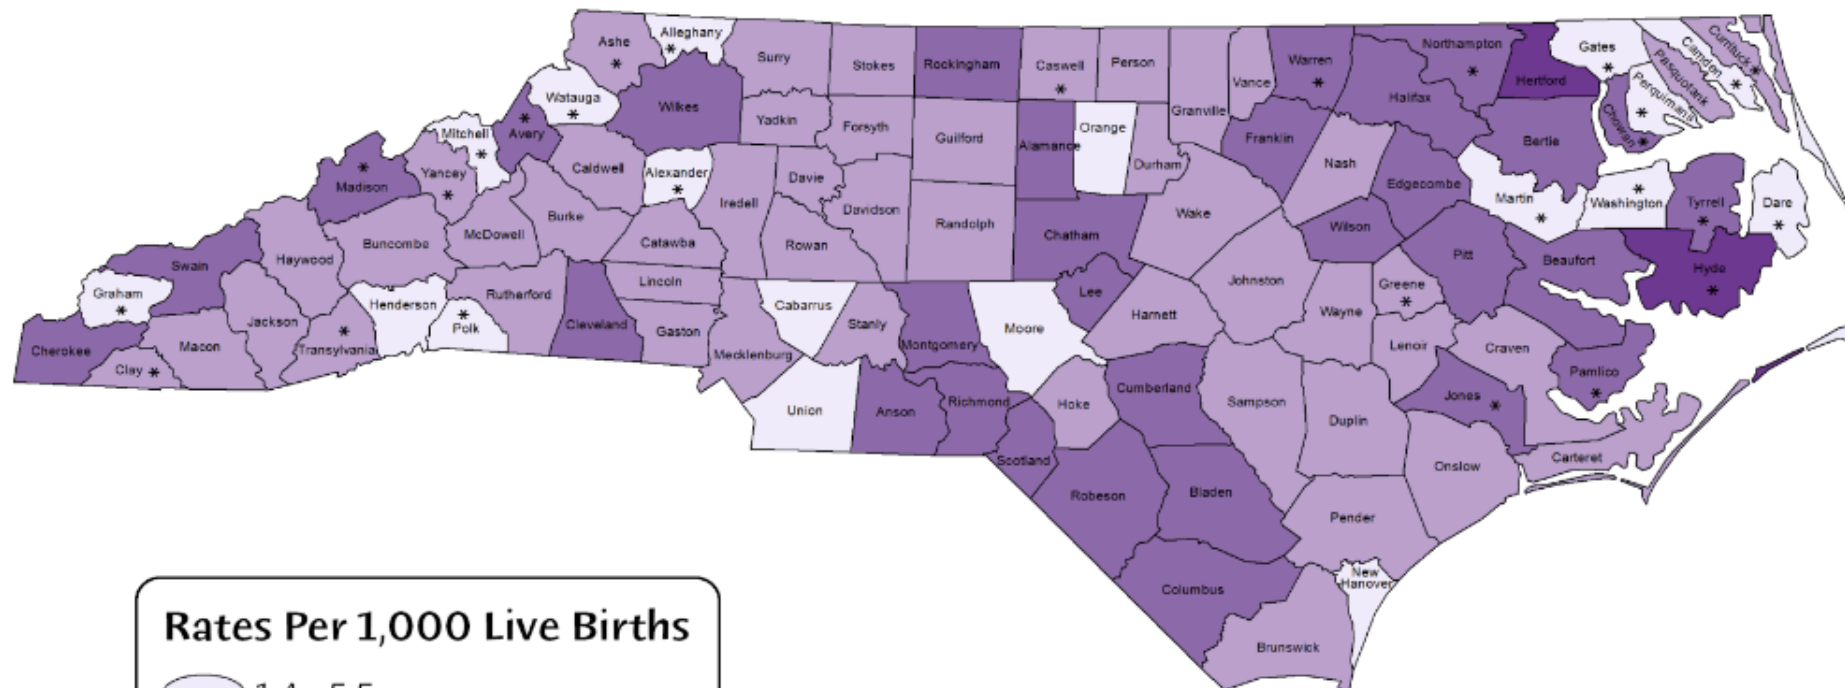 Ashe
*
Alleghany
*
Surry
Stokes
Rockingham
Caswell
*
Person
Vance
Granville
Warren
*
Northampton
*
Hertford
Gates
*
Camden
*
Currituck
*
Pasquotank
Perquimans
*
Chowan
*
Halifax
Bertie
Watauga
*
Wilkes
Yadkin
Forsyth
Guilford
Alamance
Orange
Durham
Franklin
Nash
Edgecombe
Martin
*
Washington
*
Tyrrell
*
Dare
*
Mitchell
*
Avery
*
Madison
*
Yancey
*
Caldwell
Alexander
*
Iredell
Davie
Davidson
Randolph
Chatham
Wake
Wilson
Pitt
Beaufort
Hyde
*
Swain
Haywood
Buncombe
McDowell
Burke
Catawba
Rowan
Lincoln
Lee
Johnston
Harnett
Wayne
Greene
*
Graham
*
Cherokee
Clay *
Macon
Jackson
Transylvania
*
Henderson
Polk
*
Rutherford
Cleveland
Gaston
Mecklenburg
Cabarrus
Stanly
Montgomery
Moore
Lenoir
Craven
Pamlico
*
Jones *
Union
Anson
Richmond
Scotland
Hoke
Cumberland
Sampson
Duplin
Onslow
Carteret
Robeson
Bladen
Pender
Columbus
New
Hanover
Brunswick
Rates Per 1,000 Live Births
1.4 - 5.5